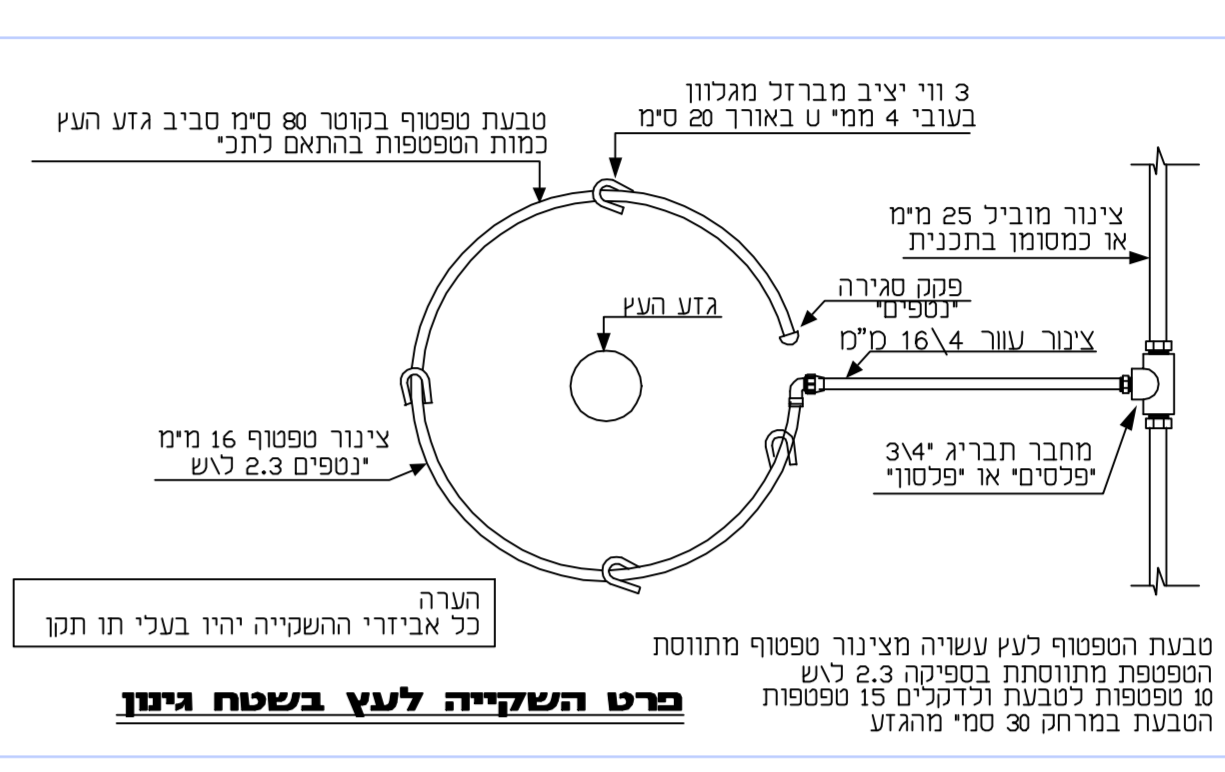 3 ווי יציב מברזל מגלוון
בעובי 4 ממ" U באורך 20 ס"מ
טבעת טפטוף בקוטר 80 ס"מ סביב גזע העץ
כמות הטפטפות בהתאם לתכ"
צינור מוביל 25 מ"מ
או כמסומן בתכנית
פקק סגירה
"נטפים"
גזע העץ
צינור עוור 16\4 מ"מ
צינור טפטוף 16 מ"מ
"נטפים 2.3 ל\ש
מחבר תבריג "3\4
"פלסים" או "פלסון"
הערה
כל אביזרי ההשקייה יהיו בעלי תו תקן
טבעת הטפטוף לעץ עשויה מצינור טפטוף מתווסת
הטפטפת מתווסתת בספיקה 2.3 ל\ש
10 טפטפות לטבעת ולדקלים 15 טפטפות
הטבעת במרחק 30 סמ" מהגזע
פרט השקייה לעץ בשטח גינון